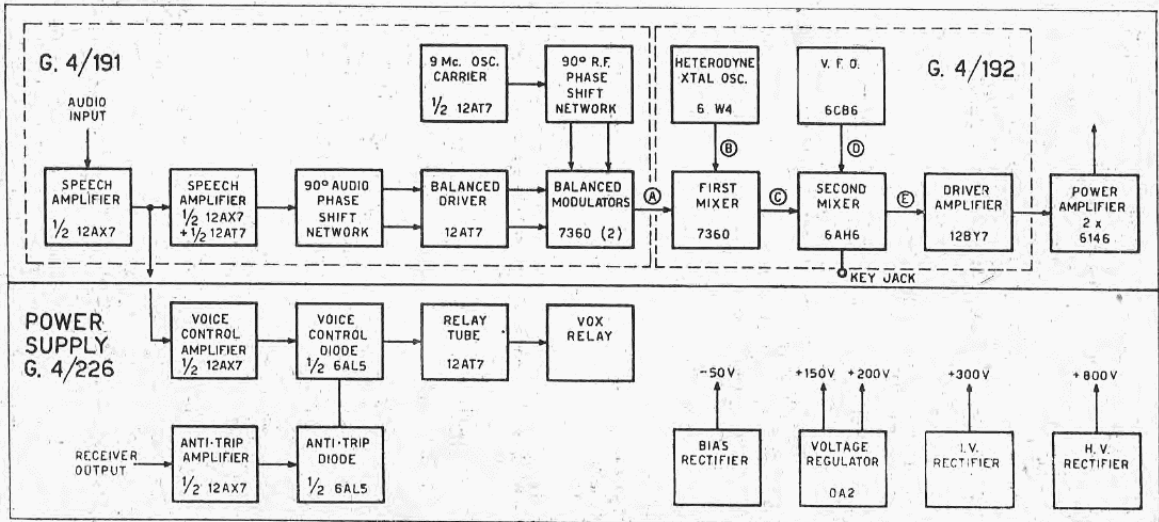 G. 4/191
AUDIO
INPUT
SPEECH
AMPLIFIER
1/2 12AX7
SPEECH
AMPLIFIER
1/2 12AX7
+ 1/2 12AT7
90° AUDIO
PHASE
SHIFT
NETWORK
BALANCED
DRIVER
12AT7
9 Mc. OSC.
CARRIER
1/2 12AT7
90° R.F.
PHASE
SHIFT
NETWORK
BALANCED
MODULATORS
7360 (2)
A
HETERODYNE
XTAL OSC.
6 W4
B
FIRST
MIXER
7360
C
V. F. O.
6CB6
D
G. 4/192
SECOND
MIXER
6AH6
KEY JACK
E
DRIVER
AMPLIFIER
12BY7
POWER
AMPLIFIER
2 x
6146
POWER
SUPPLY
G. 4/226
VOICE
CONTROL
AMPLIFIER
1/2 12AX7
VOICE
CONTROL
DIODE
1/2 6AL5
RELAY
TUBE
12AT7
VOX
RELAY
RECEIVER
OUTPUT
ANTI-TRIP
AMPLIFIER
1/2 12AX7
ANTI-TRIP
DIODE
1/2 6AL5
-50V
BIAS
RECTIFIER
+150V +200V
VOLTAGE
REGULATOR
OA2
+300V
I.V.
RECTIFIER
+800V
H.V.
RECTIFIER